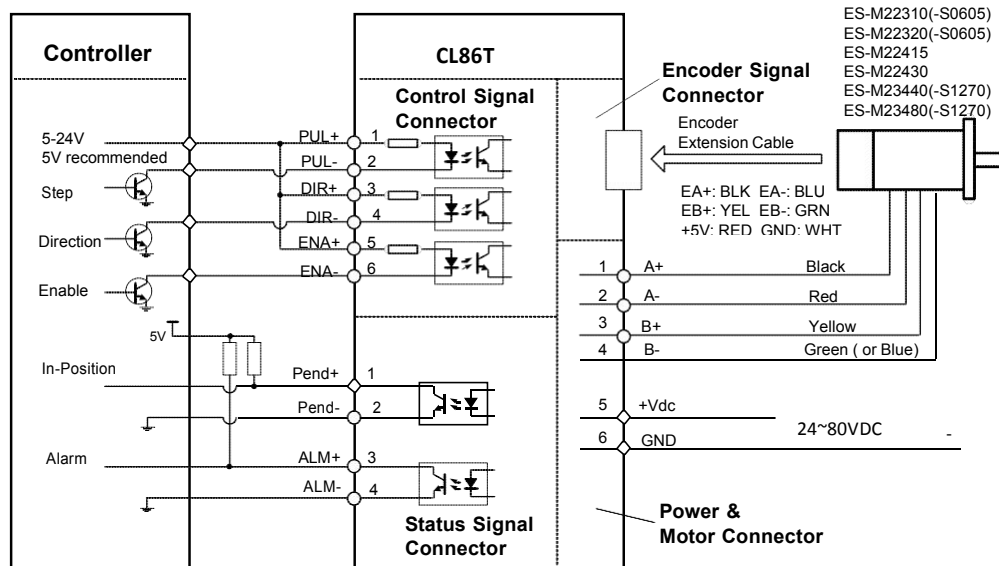 ES-M22310(-S0605)
ES-M22320(-S0605)
ES-M22415
ES-M22430
ES-M23440(-S1270)
ES-M23480(-S1270)
Controller
CL86T
Control Signal
Connector
Encoder Signal
Connector
Encoder
Extension Cable
EA+: BLK EA-: BLU
EB+: YEL EB-: GRN
+5V: RED GND: WHT
5-24V
5V recommended
Step
Direction
Enable
PUL+ 1
PUL- 2
DIR+ 3
DIR- 4
ENA+ 5
ENA- 6
1 A+ Black
2 A- Red
3 B+ Yellow
4 B- Green ( or Blue)
5V
In-Position
Alarm
Pend+ 1
Pend- 2
ALM+ 3
ALM- 4
5 +Vdc
24~80VDC -
6 GND
Status Signal
Connector
Power &
Motor Connector